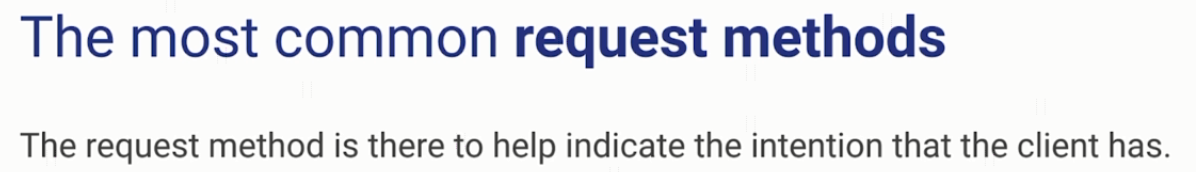 The most common request methods
The request method is there to help indicate the intention that the client has.